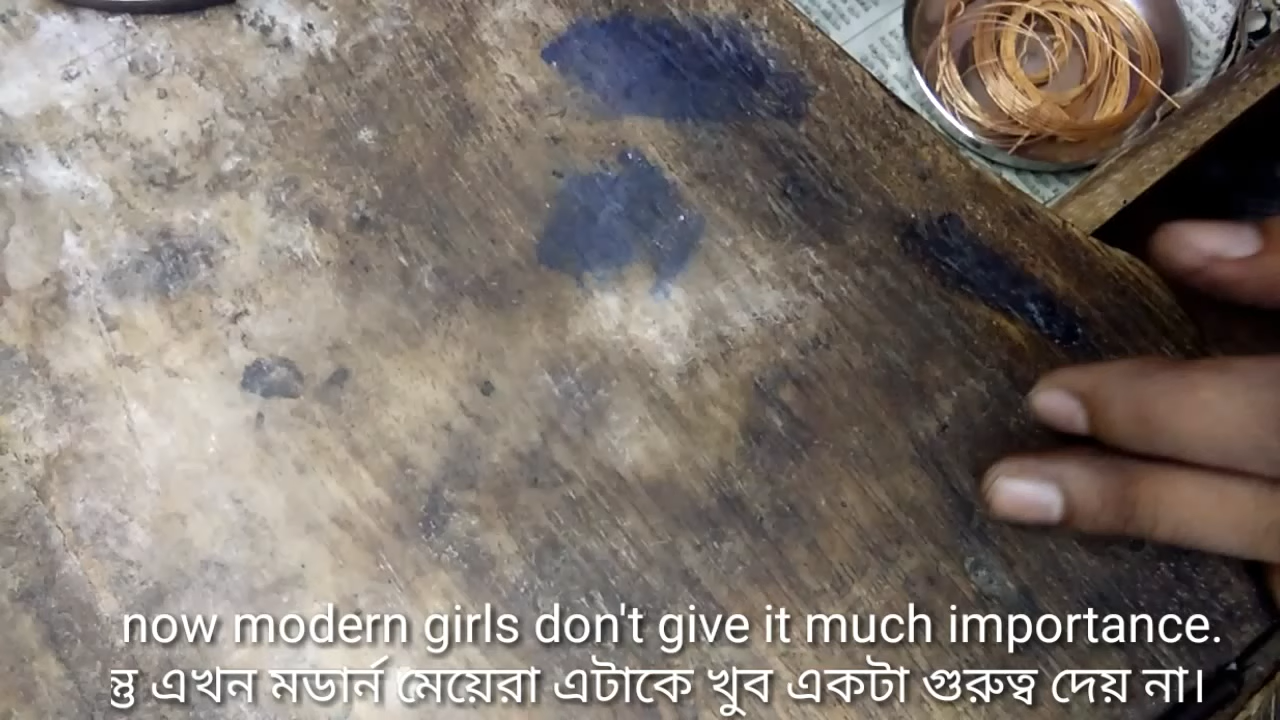 now modern girls don't give it much importance.
ন্তু এখন মডার্ন মেয়েরা এটাকে খুব একটা গুরুত্ব দেয় না।